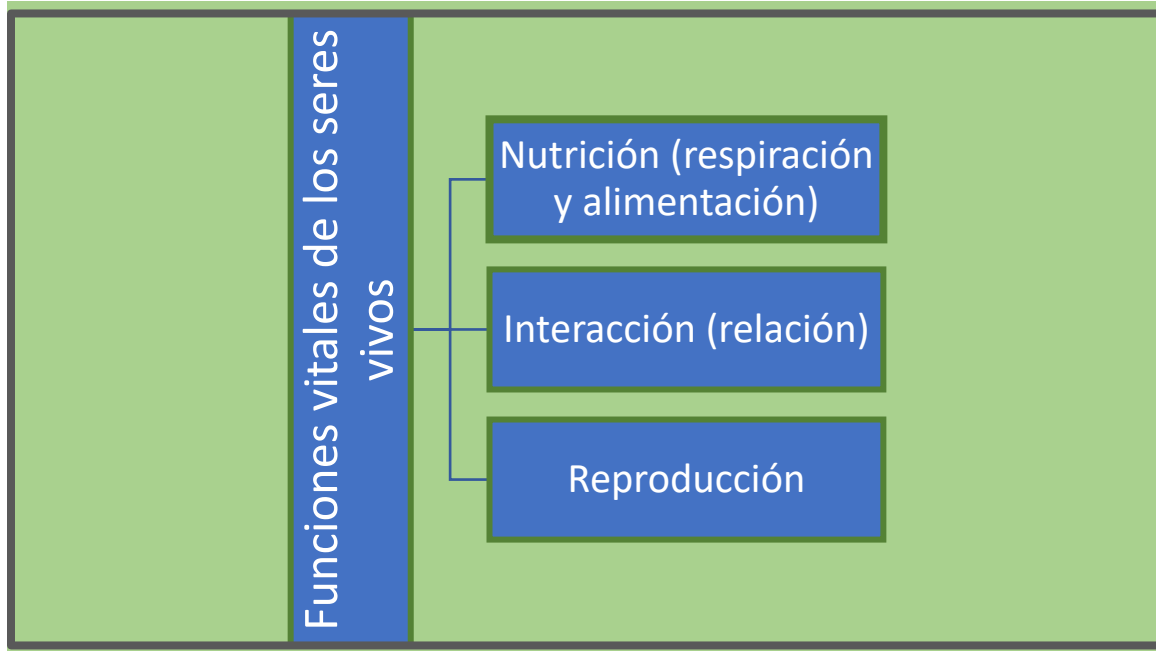 Funciones vitales de los seres
vivos
Nutrición (respiración
y alimentación)
Interacción (relación)
Reproducción